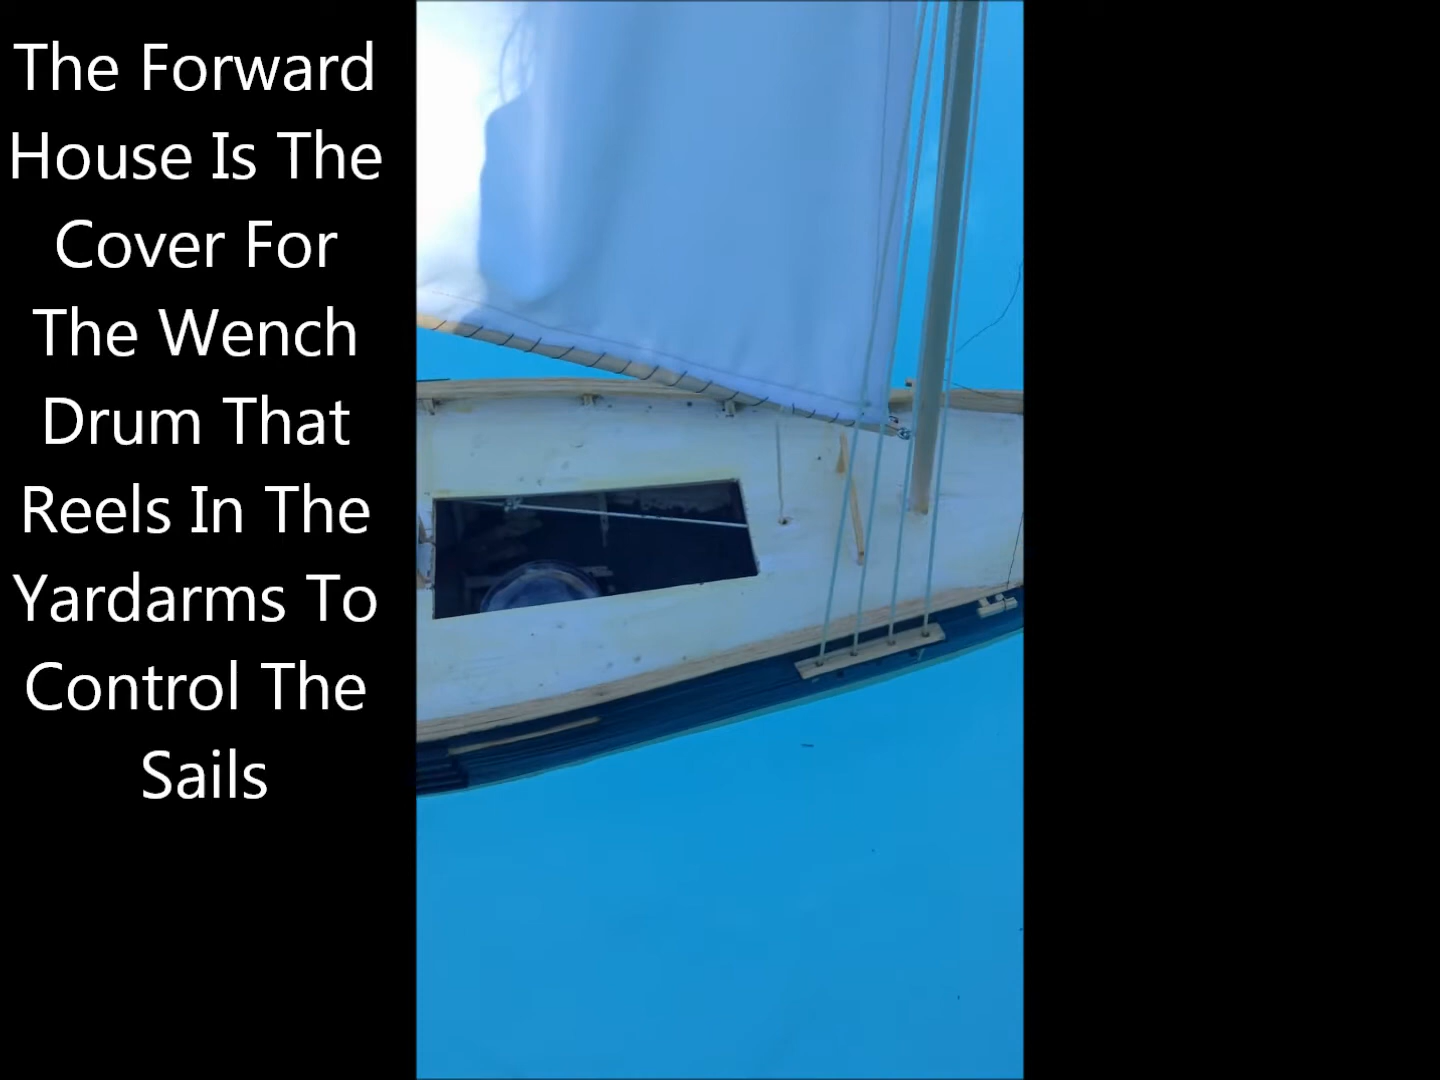 The Forward
House Is The
Cover For
The Wench
Drum That
Reels In The
Yardarms To
Control The
Sails